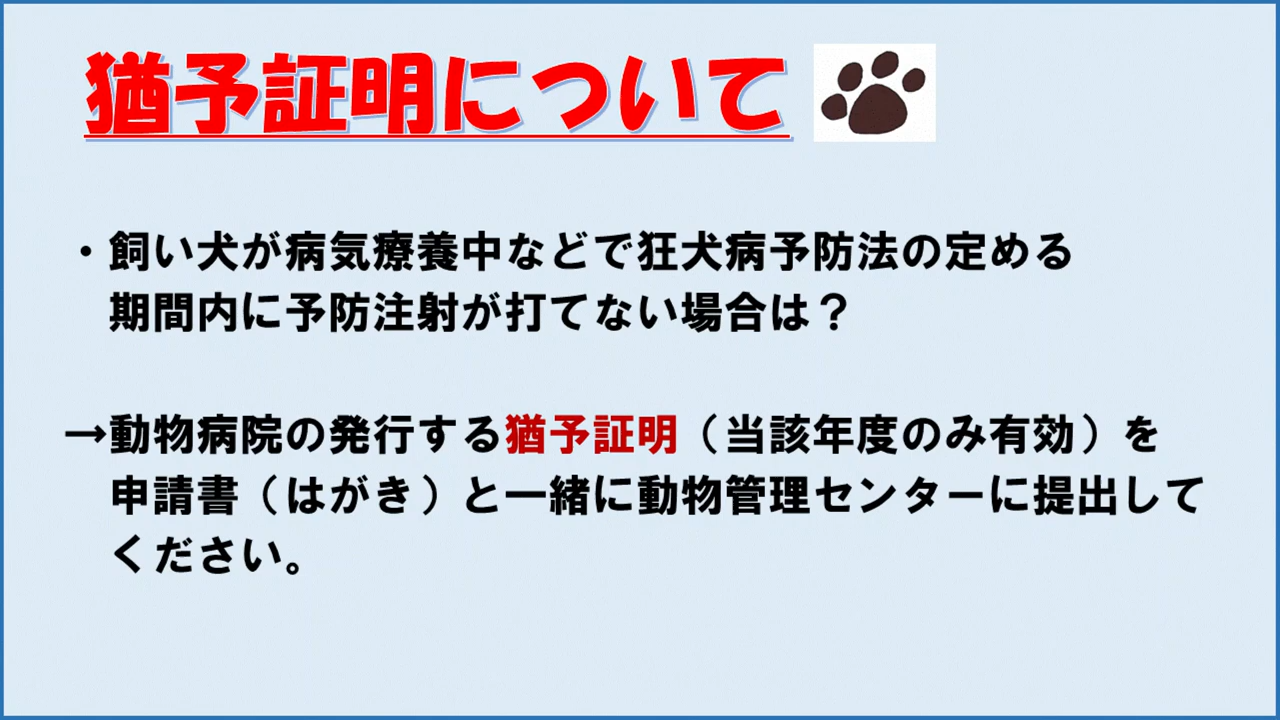 猶予証明について
・飼い犬が病気療養中などで狂犬病予防法の定める
期間内に予防注射が打てない場合は？
→動物病院の発行する猶予証明（当該年度のみ有効）を
申請書（はがき）と一緒に動物管理センターに提出して
ください。